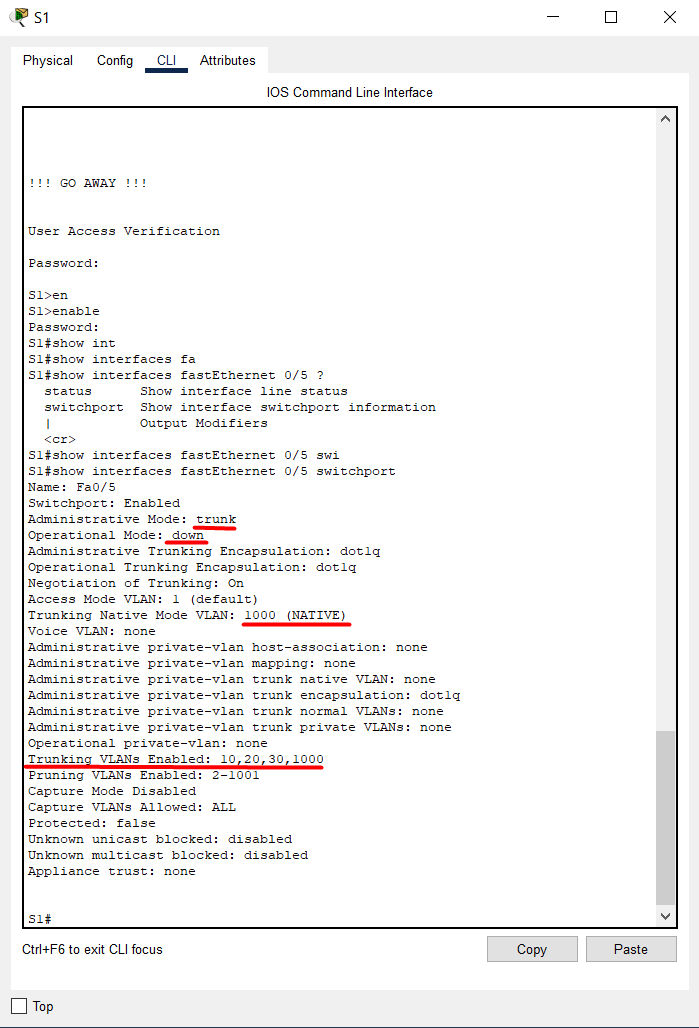 S1
Physical Config CLI Attributes
IOS Command Line Interface
!!! GO AWAY !!!
User Access Verification
Password:
S1>en
S1>enable
Password:
S1#show int
S1#show interfaces fa
S1#show interfaces fastEthernet 0/5 ?
status Show interface line status
switchport Show interface switchport information
| Output Modifiers
<cr>
S1#show interfaces fastEthernet 0/5 swi
S1#show interfaces fastEthernet 0/5 switchport
Name: Fa0/5
Switchport: Enabled
Administrative Mode: trunk
Operational Mode: down
Administrative Trunking Encapsulation: dot1q
Operational Trunking Encapsulation: dot1q
Negotiation of Trunking: On
Access Mode VLAN: 1 (default)
Trunking Native Mode VLAN: 1000 (NATIVE)
Voice VLAN: none
Administrative private-vlan host-association: none
Administrative private-vlan mapping: none
Administrative private-vlan trunk native VLAN: none
Administrative private-vlan trunk encapsulation: dot1q
Administrative private-vlan trunk normal VLANs: none
Administrative private-vlan trunk private VLANs: none
Operational private-vlan: none
Trunking VLANs Enabled: 10,20,30,1000
Pruning VLANs Enabled: 2-1001
Capture Mode Disabled
Capture VLANs Allowed: ALL
Protected: false
Unknown unicast blocked: disabled
Unknown multicast blocked: disabled
Appliance trust: none
S1#
Ctrl+F6 to exit CLI focus
Copy Paste
Top